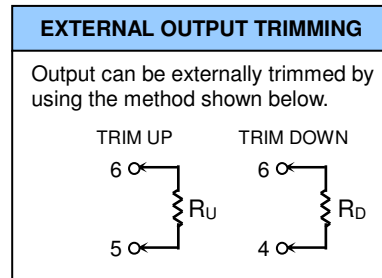 EXTERNAL OUTPUT TRIMMING
Output can be externally trimmed by
using the method shown below.
TRIM UP TRIM DOWN
6 6
RU RD
5 4